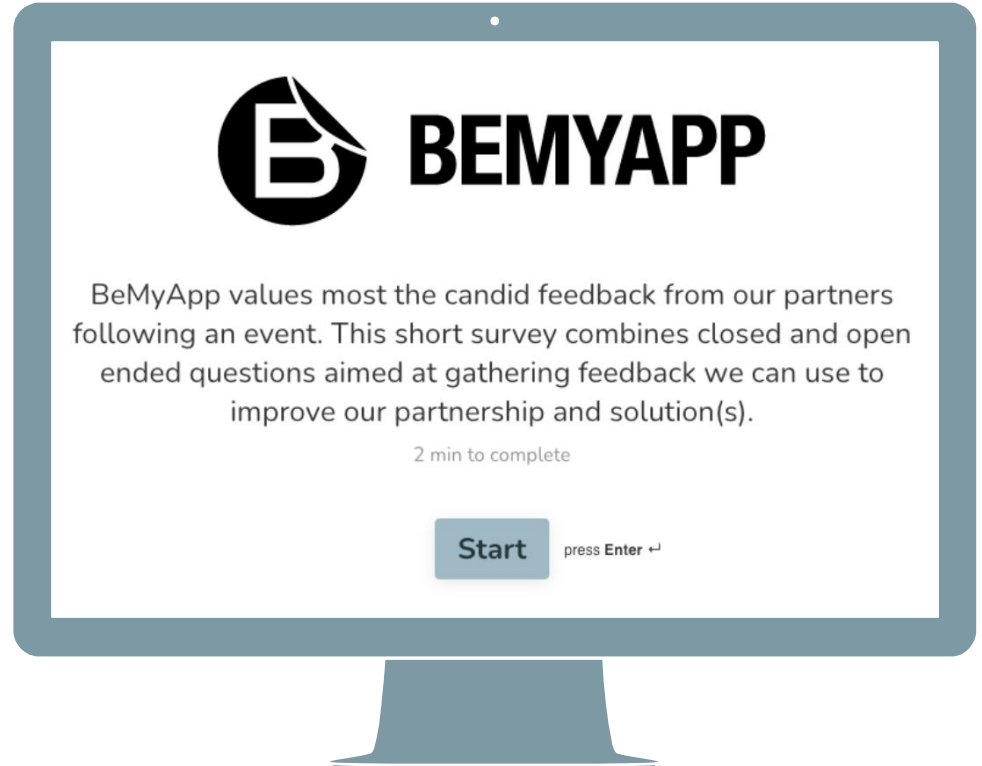 B BEMYAPP
BeMyApp values most the candid feedback from our partners
following an event. This short survey combines closed and open
ended questions aimed at gathering feedback we can use to
improve our partnership and solution(s).
2 min to complete
Start press Enter ↵